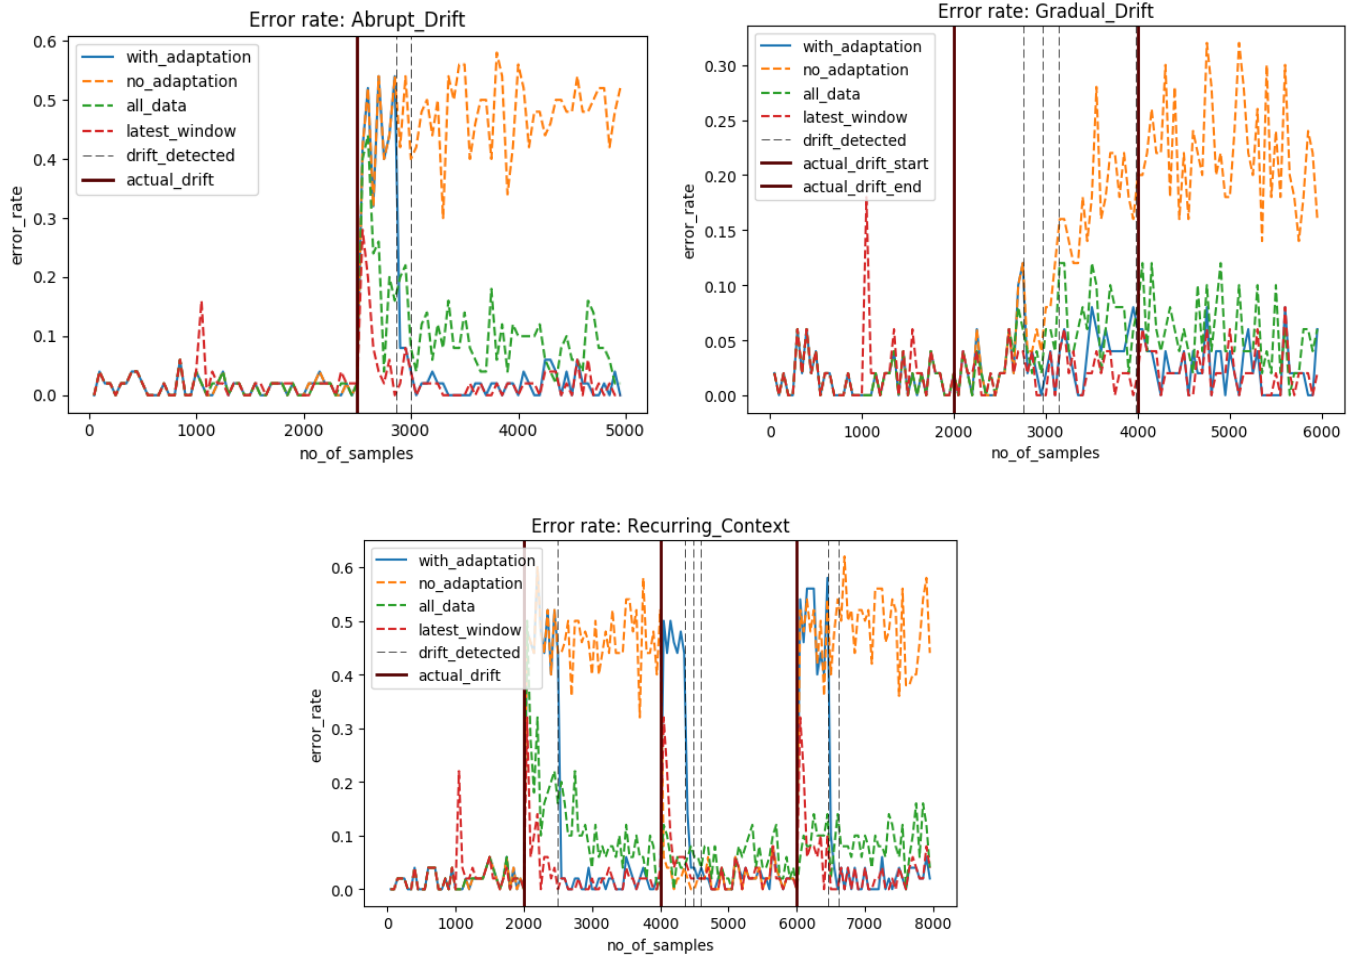 Error rate: Abrupt_Drift
0.6
0.5
0.4
0.3
0.2
0.1
0.0
error_rate
with_adaptation
no_adaptation
all_data
latest_window
drift_detected
actual_drift
0 1000 2000 3000 4000 5000
no_of_samples
Error rate: Gradual_Drift
0.30
0.25
0.20
0.15
0.10
0.05
0.00
error_rate
with_adaptation
no_adaptation
all_data
latest_window
drift_detected
actual_drift_start
actual_drift_end
0 1000 2000 3000 4000 5000 6000
no_of_samples
Error rate: Recurring_Context
0.6
0.5
0.4
0.3
0.2
0.1
0.0
error_rate
with_adaptation
no_adaptation
all_data
latest_window
drift_detected
actual_drift
0 1000 2000 3000 4000 5000 6000 7000 8000
no_of_samples